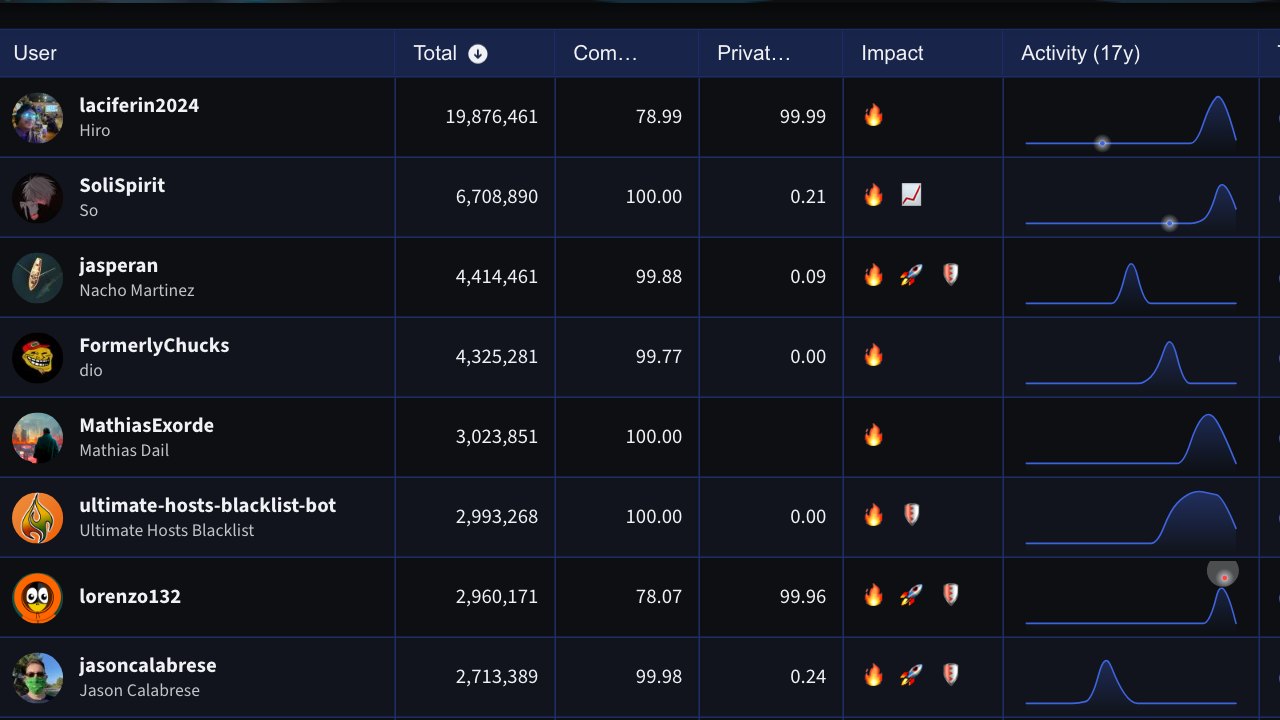 User Total Com… Privat… Impact Activity (17y)
laciferin2024 19,876,461 78.99 99.99
Hiro
SoliSpirit 6,708,890 100.00 0.21
So
jasperan 4,414,461 99.88 0.09
Nacho Martinez
FormerlyChucks 4,325,281 99.77 0.00
dio
MathiasExorde 3,023,851 100.00
Mathias Dail
ultimate-hosts-blacklist-bot 2,993,268 100.00 0.00
Ultimate Hosts Blacklist
lorenzo132 2,960,171 78.07 99.96
jasoncalabrese 2,713,389 99.98 0.24
Jason Calabrese